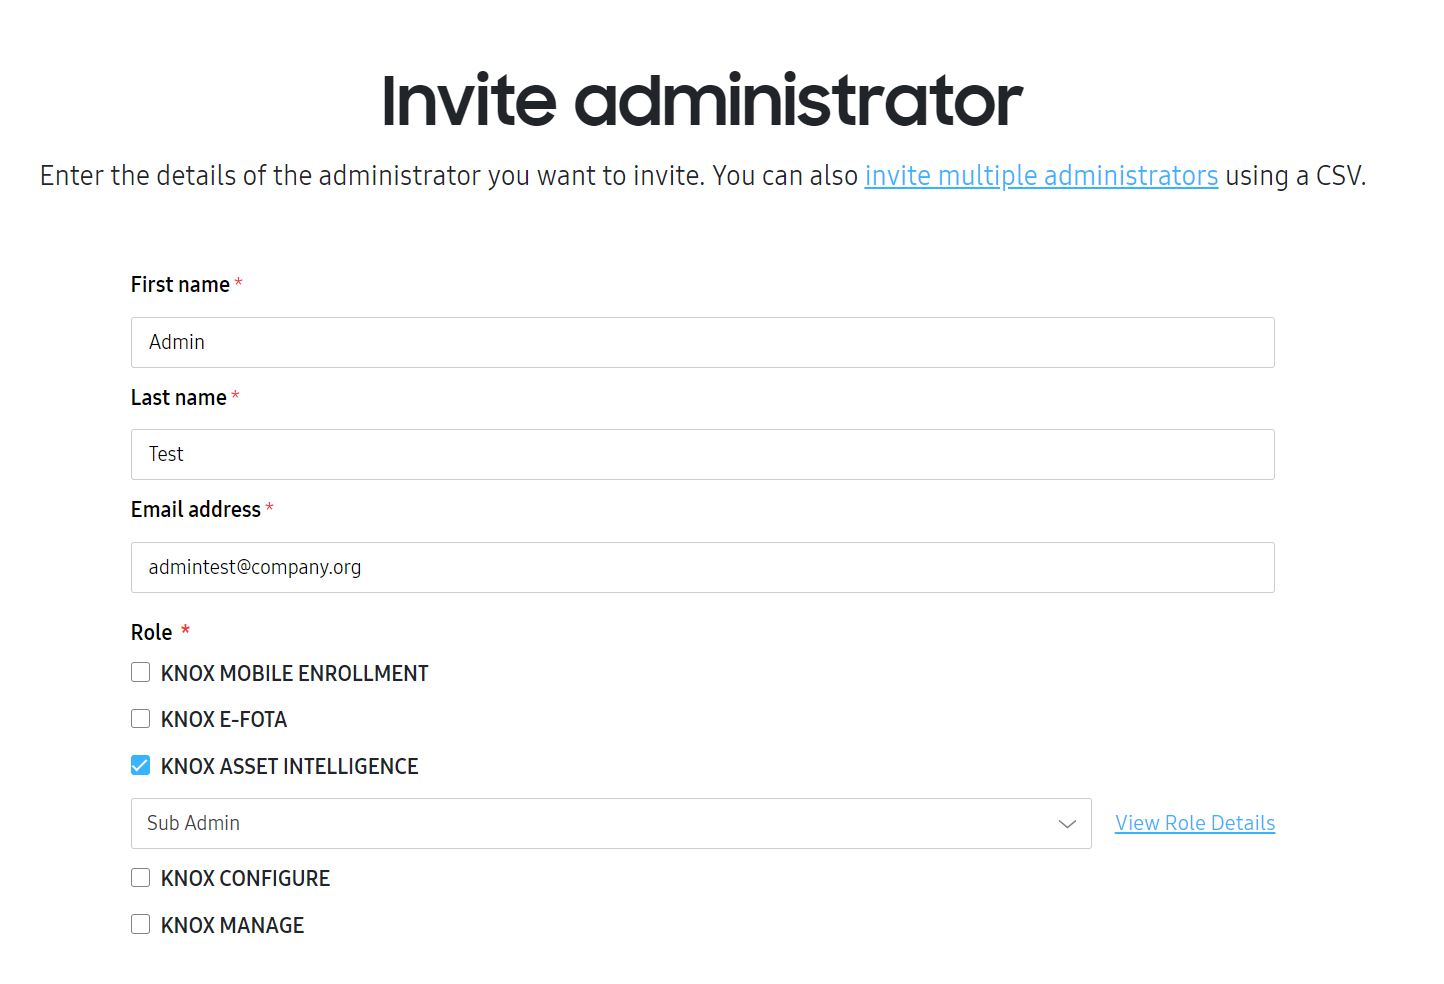 Invite administrator
Enter the details of the administrator you want to invite. You can also invite multiple administrators using a CSV.
First name *
Admin
Last name *
Test
Email address *
admintest@company.org
Role *
KNOX MOBILE ENROLLMENT
KNOX E-FOTA
KNOX ASSET INTELLIGENCE
Sub Admin View Role Details
KNOX CONFIGURE
KNOX MANAGE